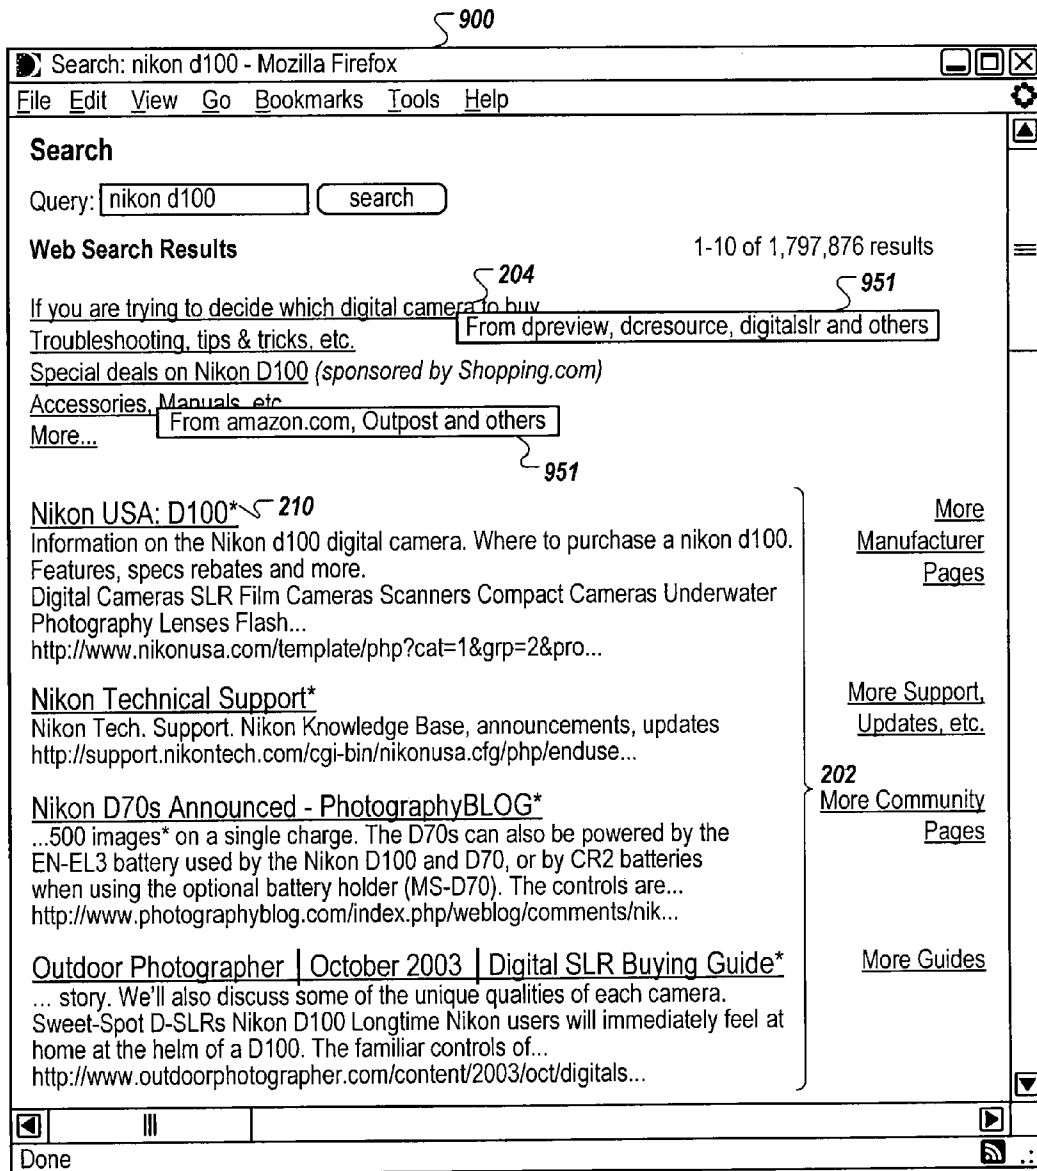 900
Search: nikon d100 - Mozilla Firefox
File Edit View Go Bookmarks Tools Help
Search
Query: nikon d100 search
Web Search Results 1-10 of 1,797,876 results
204 951
If you are trying to decide which digital camera to buy
From dpreview, dcresource, digitalslr and others
Troubleshooting, tips & tricks, etc.
Special deals on Nikon D100 (sponsored by Shopping.com)
Accessories, Manuals, etc
From amazon.com, Outpost and others
More...
951
Nikon USA: D100* 210 More
Information on the Nikon d100 digital camera. Where to purchase a nikon d100. Manufacturer
Features, specs rebates and more. Pages
Digital Cameras SLR Film Cameras Scanners Compact Cameras Underwater
Photography Lenses Flash...
http://www.nikonusa.com/template/php?cat=1&grp=2&pro...
Nikon Technical Support* More Support,
Nikon Tech. Support. Nikon Knowledge Base, announcements, updates Updates, etc.
http://support.nikontech.com/cgi-bin/nikonusa.cfg/php/enduse...
202
Nikon D70s Announced - PhotographyBLOG* More Community
...500 images* on a single charge. The D70s can also be powered by the Pages
EN-EL3 battery used by the Nikon D100 and D70, or by CR2 batteries
when using the optional battery holder (MS-D70). The controls are...
http://www.photographyblog.com/index.php/weblog/comments/nik...
Outdoor Photographer | October 2003 | Digital SLR Buying Guide* More Guides
... story. We'll also discuss some of the unique qualities of each camera.
Sweet-Spot D-SLRs Nikon D100 Longtime Nikon users will immediately feel at
home at the helm of a D100. The familiar controls of...
http://www.outdoorphotographer.com/content/2003/oct/digitals...
Done